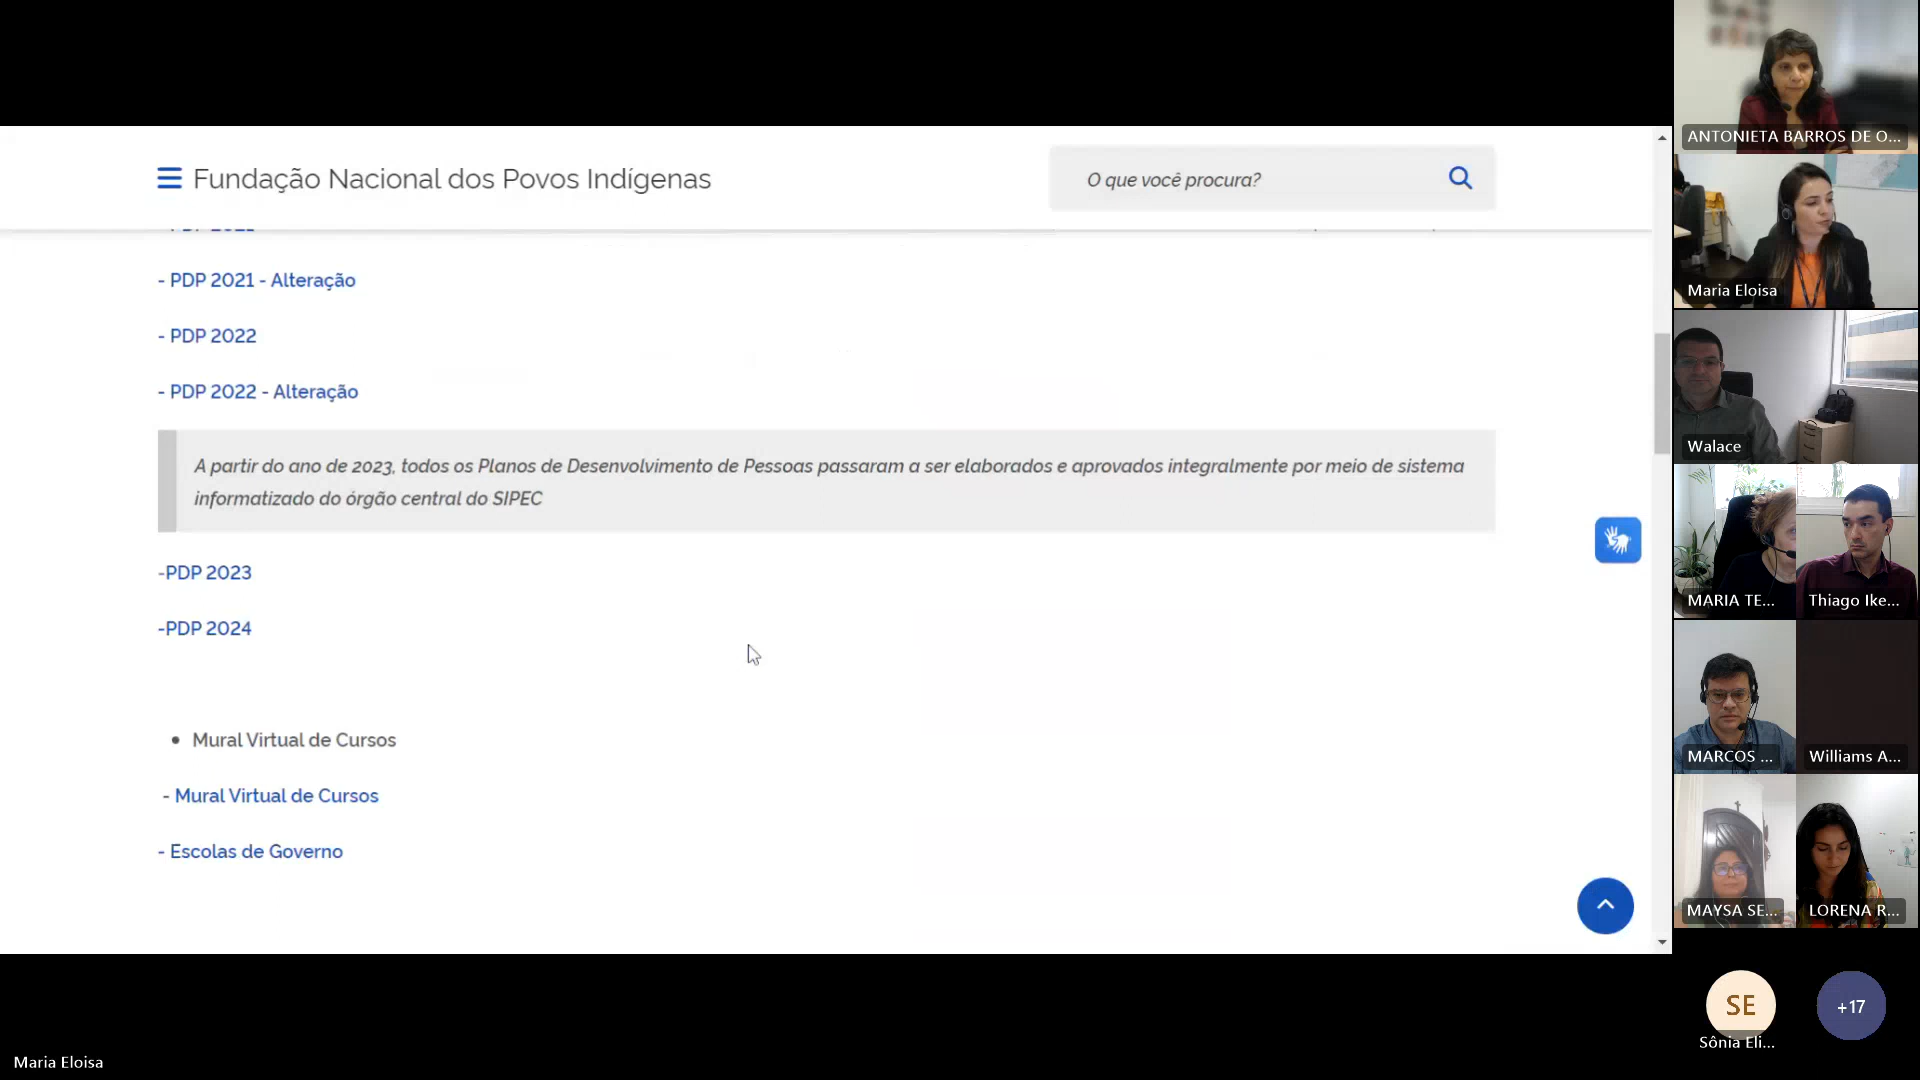 Fundação Nacional dos Povos Indígenas
O que você procura?
- PDP 2021 - Alteração
- PDP 2022
- PDP 2022 - Alteração
A partir do ano de 2023, todos os Planos de Desenvolvimento de Pessoas passaram a ser elaborados e aprovados integralmente por meio de sistema
informatizado do órgão central do SIPEC
-PDP 2023
-PDP 2024
• Mural Virtual de Cursos
- Mural Virtual de Cursos
- Escolas de Governo
Maria Eloisa
ANTONIETA BARROS DE O...
Maria Eloisa
Walace
MARIA TE...
Thiago Ike...
MARCOS ...
Williams A...
MAYSA SE...
LORENA R...
SE
+17
Sônia Eli...